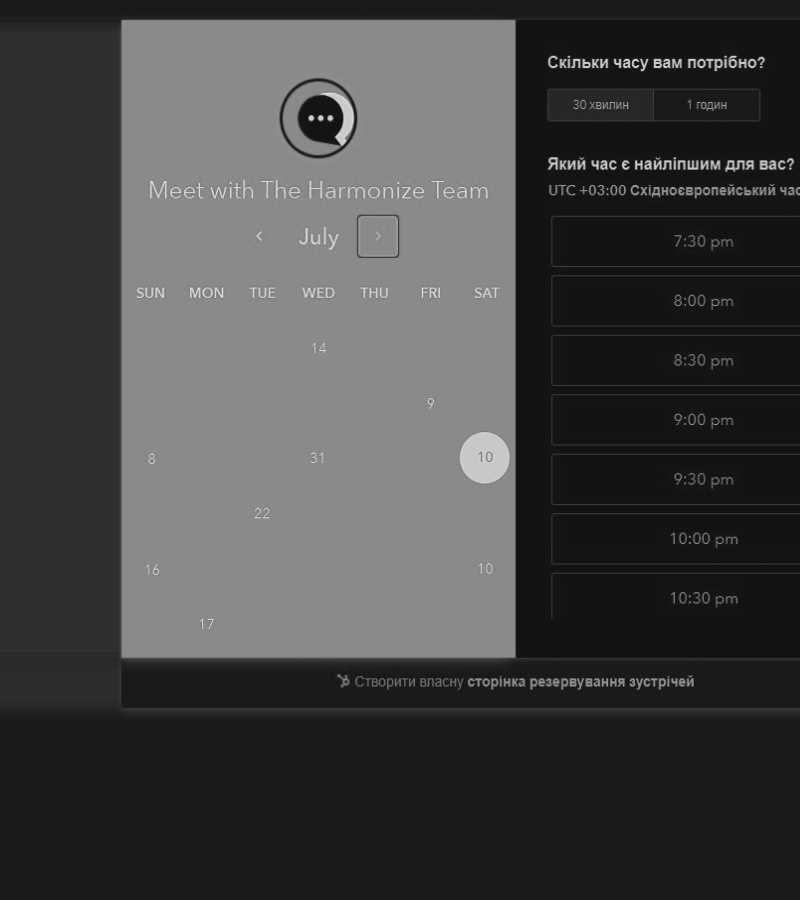 Meet with The Harmonize Team
July
SUN MON TUE WED THU FRI SAT
14
9
8 31 10
22
16 10
17
Скільки часу вам потрібно?
30 хвилин 1 годин
Який час є найліпшим для вас?
UTC +03:00 Східноєвропейський час
7:30 pm
8:00 pm
8:30 pm
9:00 pm
9:30 pm
10:00 pm
10:30 pm
Створити власну сторінка резервування зустрічей